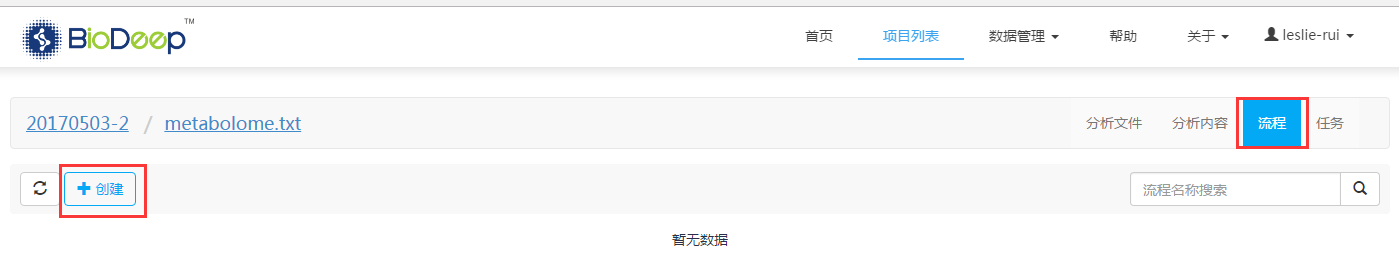 BioDeep™ 首页 项目列表 数据管理 帮助 关于 leslie-rui
20170503-2 / metabolome.txt 分析文件 分析内容 流程 任务
创建 流程名称搜索
暂无数据